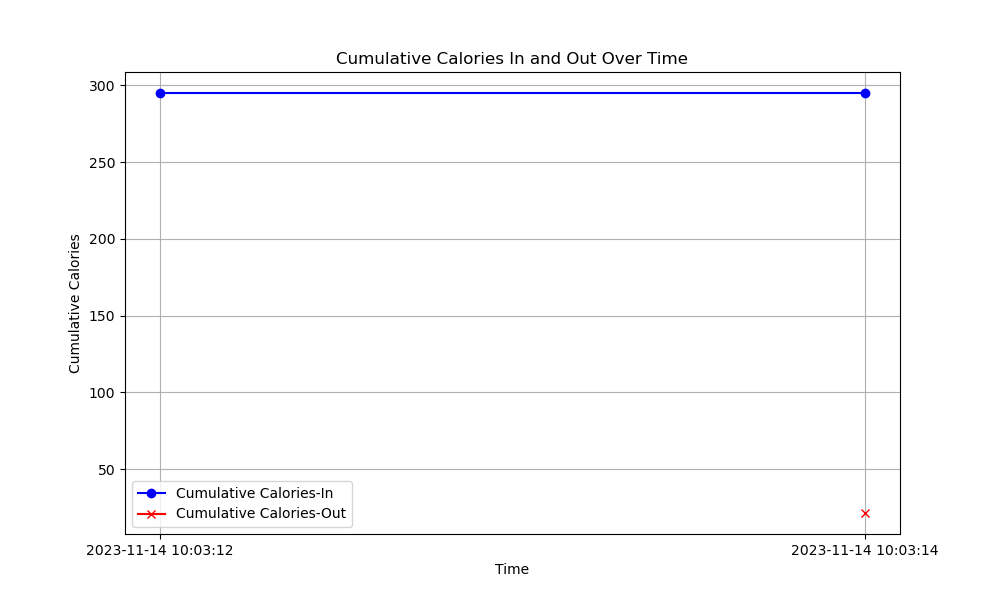 Cumulative Calories In and Out Over Time
300
250
200
150
100
50
Cumulative Calories
Cumulative Calories-In
Cumulative Calories-Out
2023-11-14 10:03:12
2023-11-14 10:03:14
Time